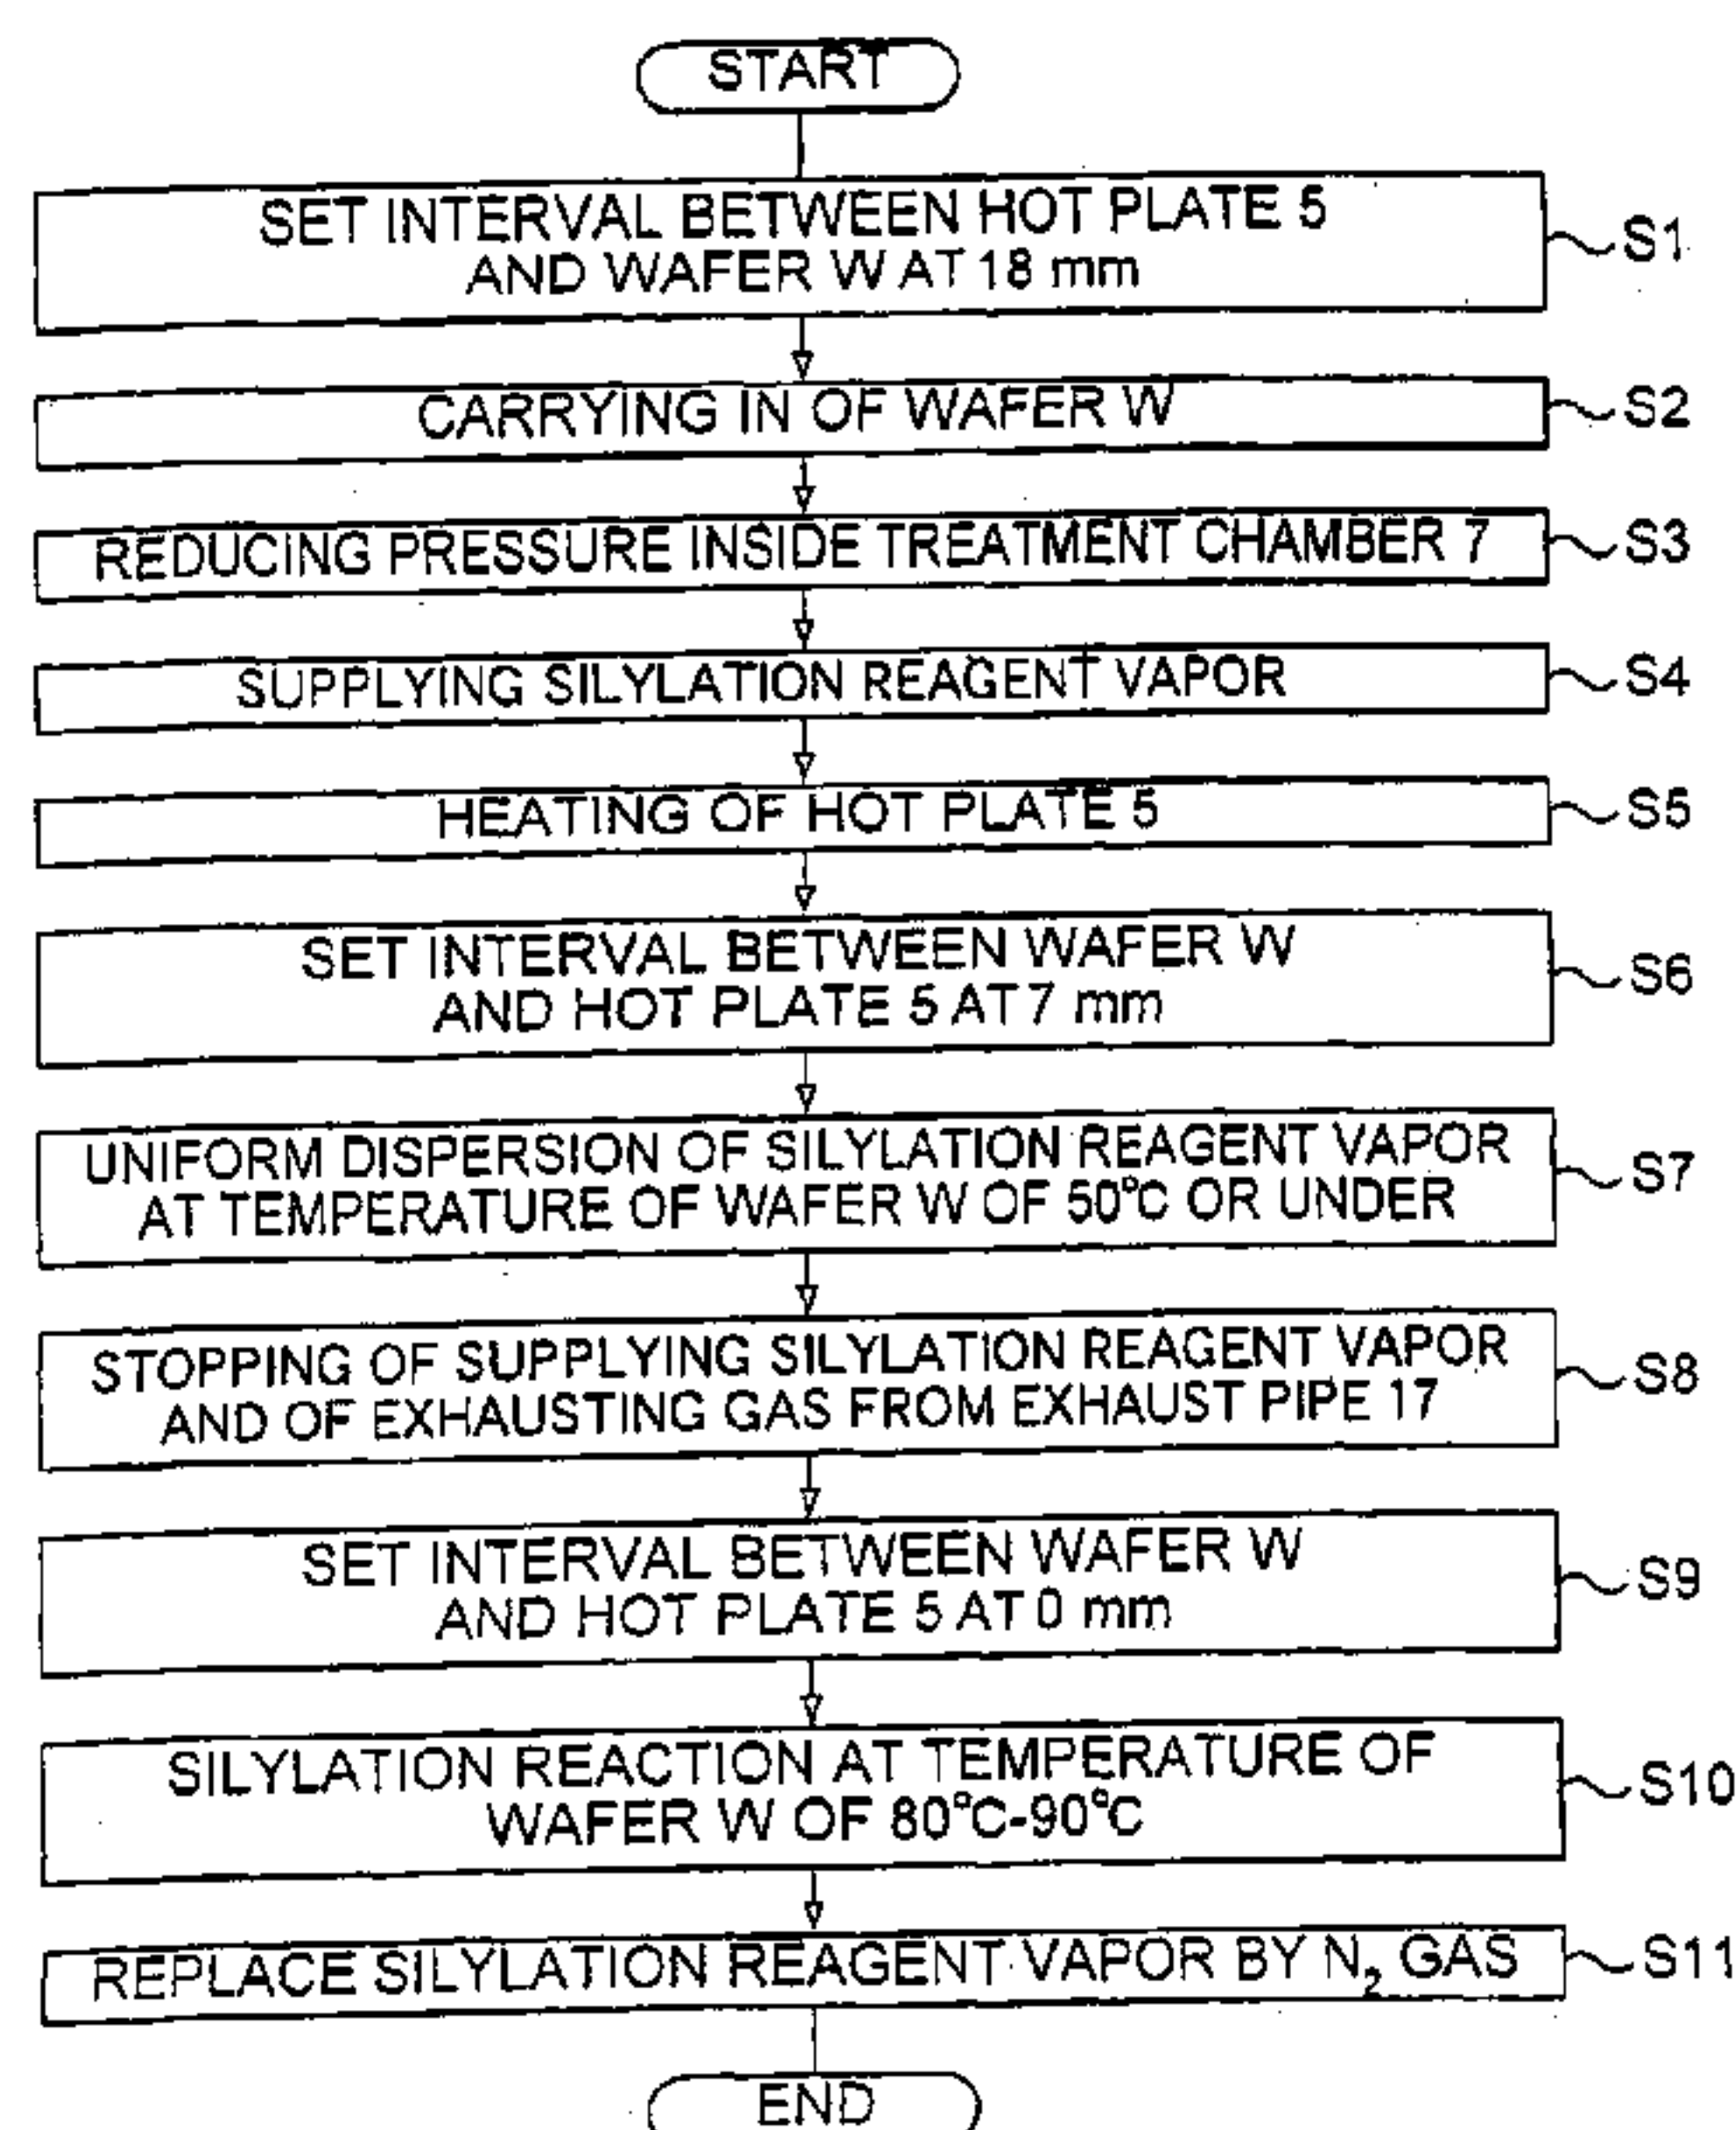 START
SET INTERVAL BETWEEN HOT PLATE 5
AND WAFER W AT 18 mm
S1
CARRYING IN OF WAFER W
S2
REDUCING PRESSURE INSIDE TREATMENT CHAMBER 7
S3
SUPPLYING SILYLATION REAGENT VAPOR
S4
HEATING OF HOT PLATE 5
S5
SET INTERVAL BETWEEN WAFER W
AND HOT PLATE 5 AT 7 mm
S6
UNIFORM DISPERSION OF SILYLATION REAGENT VAPOR
AT TEMPERATURE OF WAFER W OF 50°C OR UNDER
S7
STOPPING OF SUPPLYING SILYLATION REAGENT VAPOR
AND OF EXHAUSTING GAS FROM EXHAUST PIPE 17
S8
SET INTERVAL BETWEEN WAFER W
AND HOT PLATE 5 AT 0 mm
S9
SILYLATION REACTION AT TEMPERATURE OF
WAFER W OF 80°C-90°C
S10
REPLACE SILYLATION REAGENT VAPOR BY N₂ GAS
S11
END